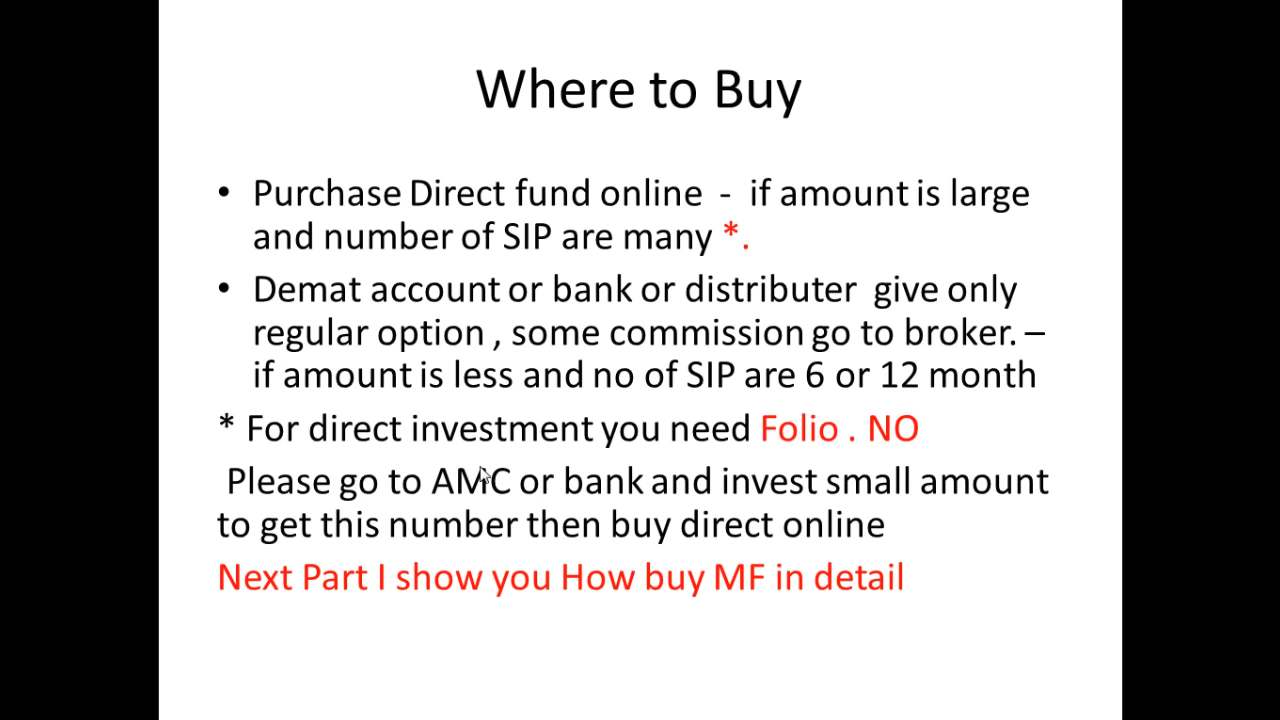 Where to Buy
• Purchase Direct fund online - if amount is large
and number of SIP are many *.
• Demat account or bank or distributer give only
regular option , some commission go to broker. –
if amount is less and no of SIP are 6 or 12 month
* For direct investment you need Folio . NO
Please go to AMC or bank and invest small amount
to get this number then buy direct online
Next Part I show you How buy MF in detail